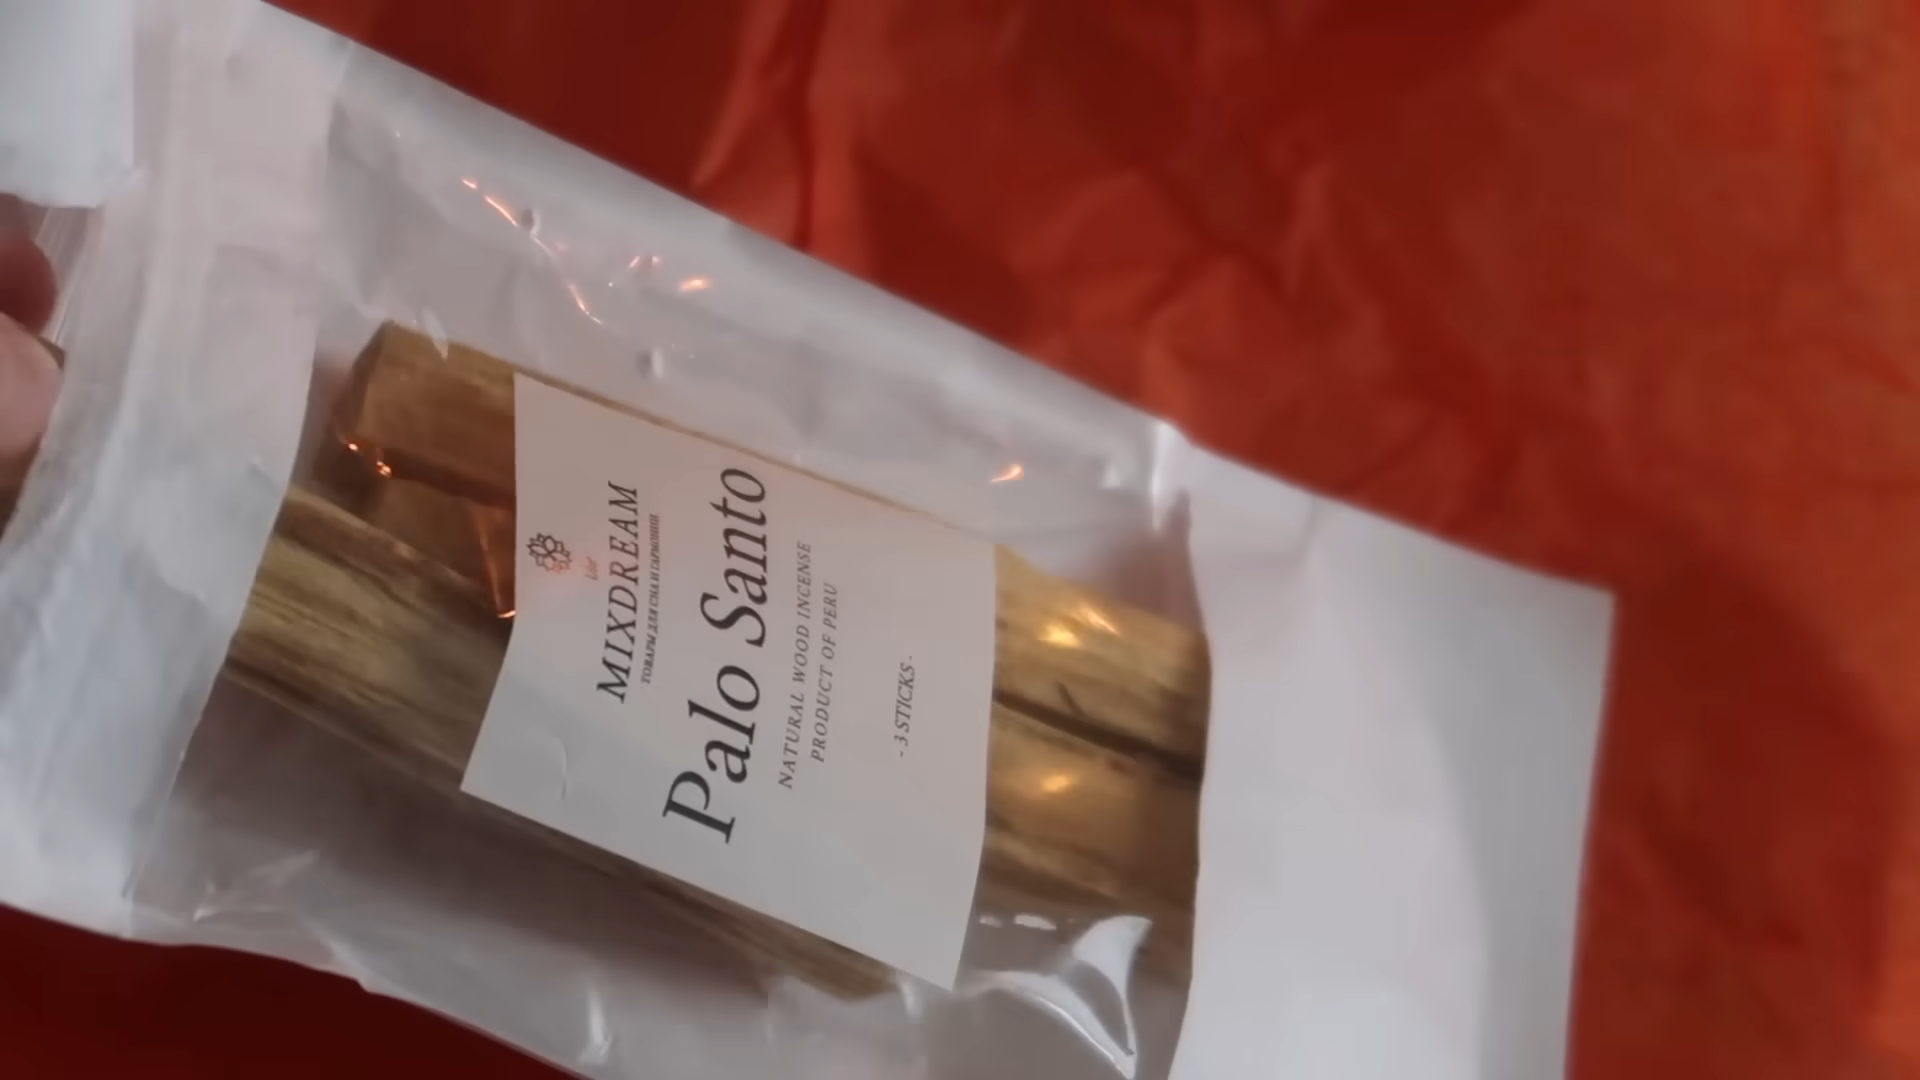 MIXDREAM
ТОВАРЫ ДЛЯ СНА И ГАРМОНИИ
Palo Santo
NATURAL WOOD INCENSE
PRODUCT OF PERU
- 3 STICKS -